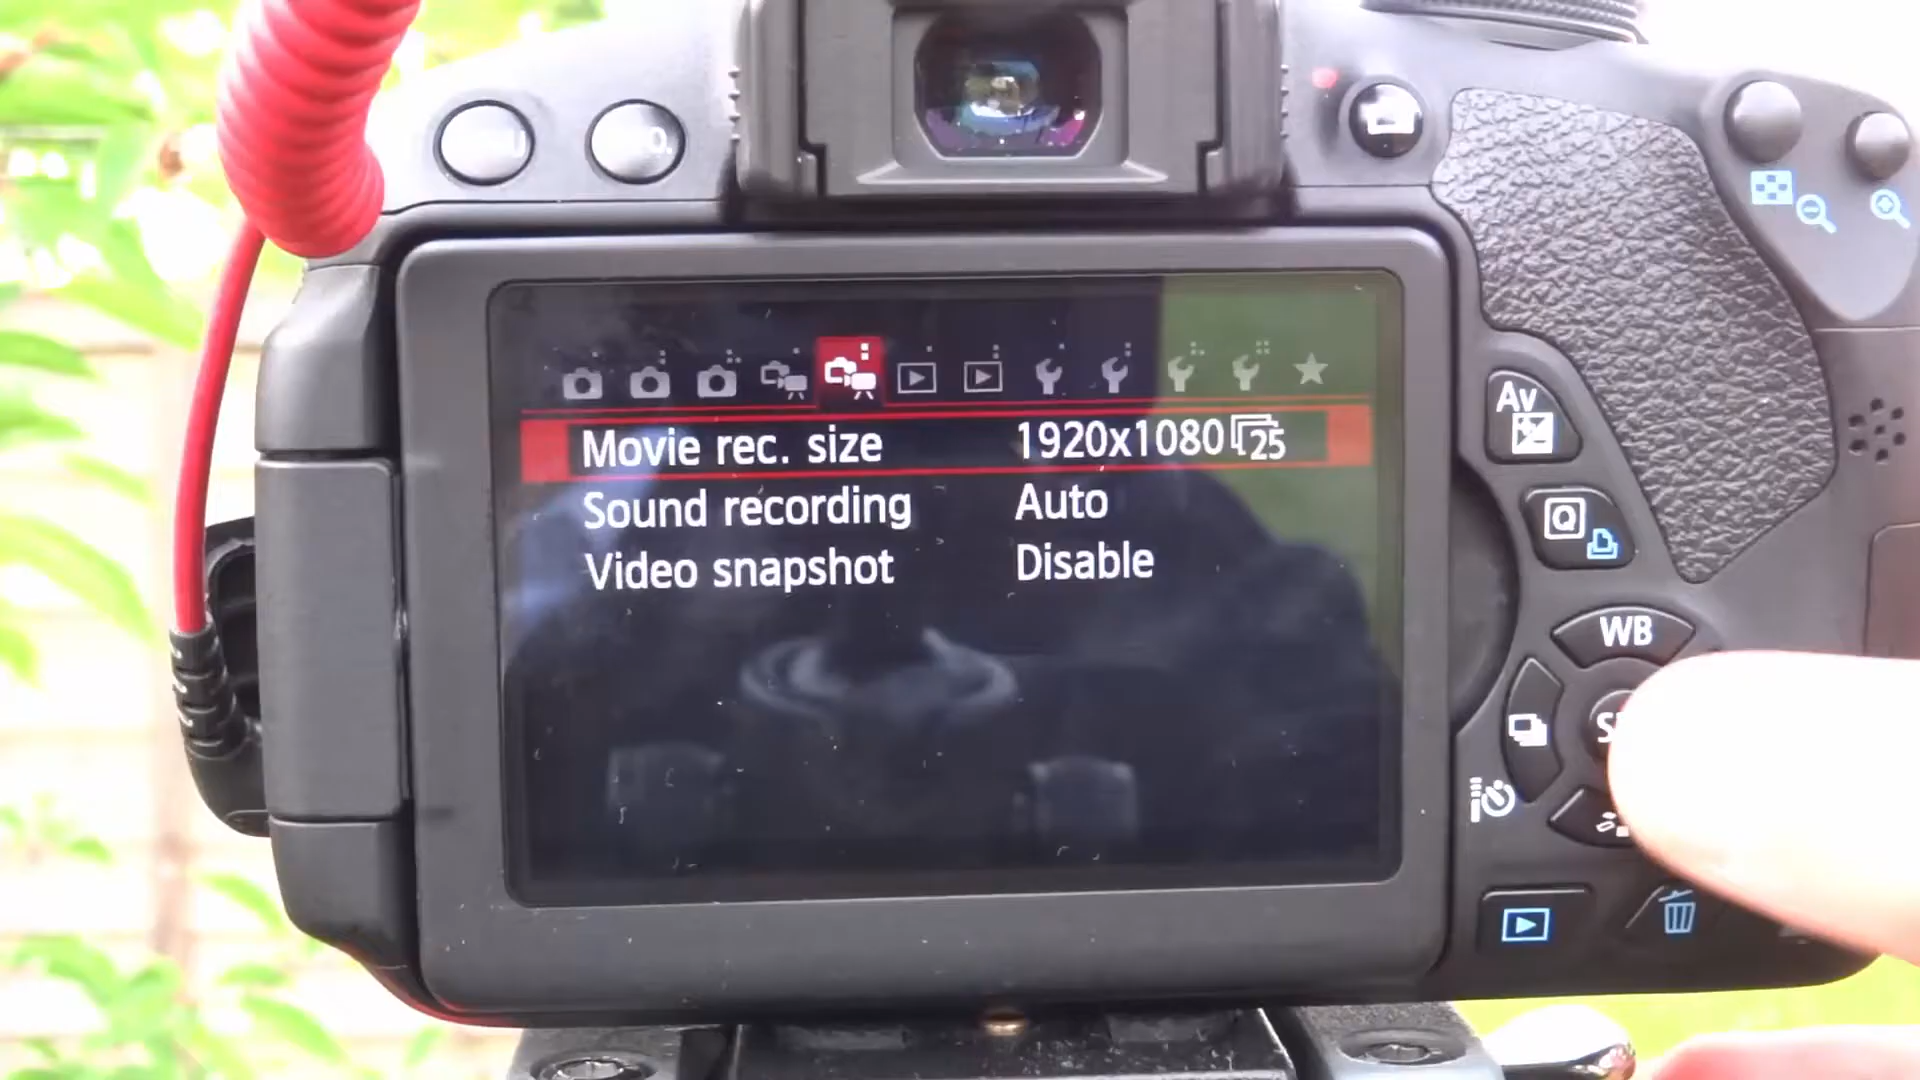 Movie rec. size 1920x1080 25
Sound recording Auto
Video snapshot Disable
Av
Q
WB